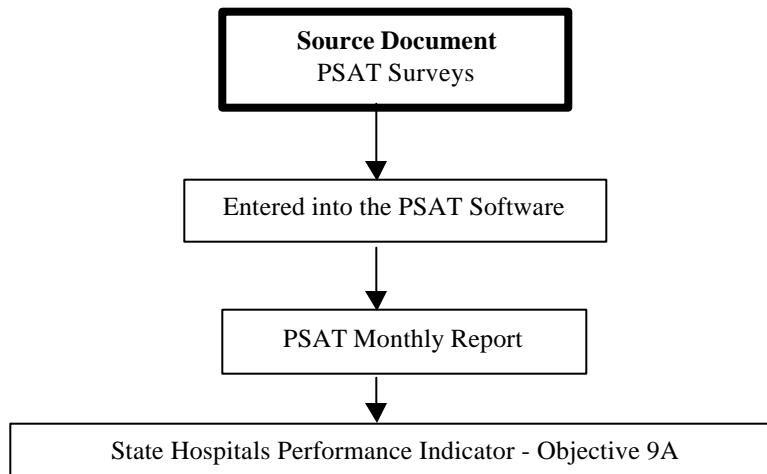 Source Document
PSAT Surveys
Entered into the PSAT Software
PSAT Monthly Report
State Hospitals Performance Indicator - Objective 9A